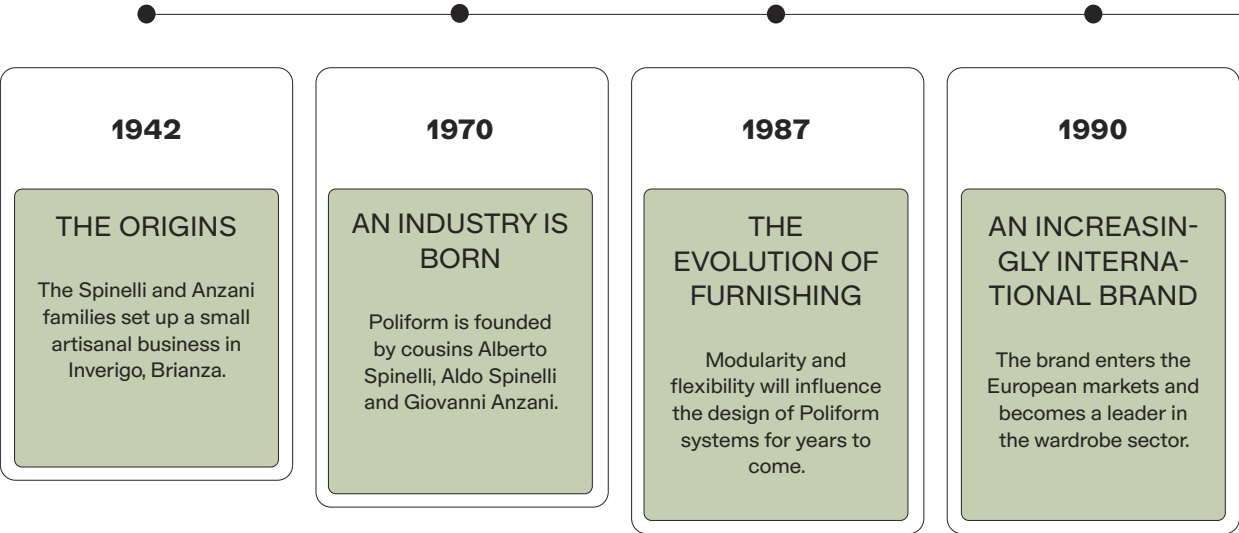 1942
THE ORIGINS
The Spinelli and Anzani
families set up a small
artisanal business in
Inverigo, Brianza.
1970
AN INDUSTRY IS
BORN
Poliform is founded
by cousins Alberto
Spinelli, Aldo Spinelli
and Giovanni Anzani.
1987
THE
EVOLUTION OF
FURNISHING
Modularity and
flexibility will influence
the design of Poliform
systems for years to
come.
1990
AN INCREASIN-
GLY INTERNA-
TIONAL BRAND
The brand enters the
European markets and
becomes a leader in
the wardrobe sector.